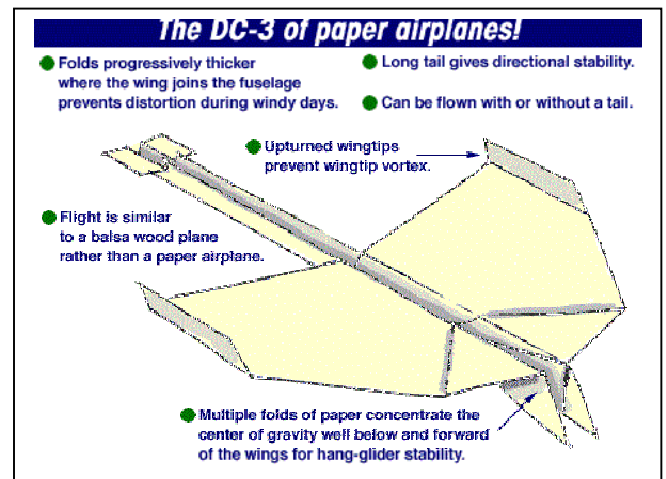 The DC-3 of paper airplanes!
Folds progressively thicker
where the wing joins the fuselage
prevents distortion during windy days.
Long tail gives directional stability.
Can be flown with or without a tail.
Upturned wingtips
prevent wingtip vortex.
Flight is similar
to a balsa wood plane
rather than a paper airplane.
Multiple folds of paper concentrate the
center of gravity well below and forward
of the wings for hang-glider stability.